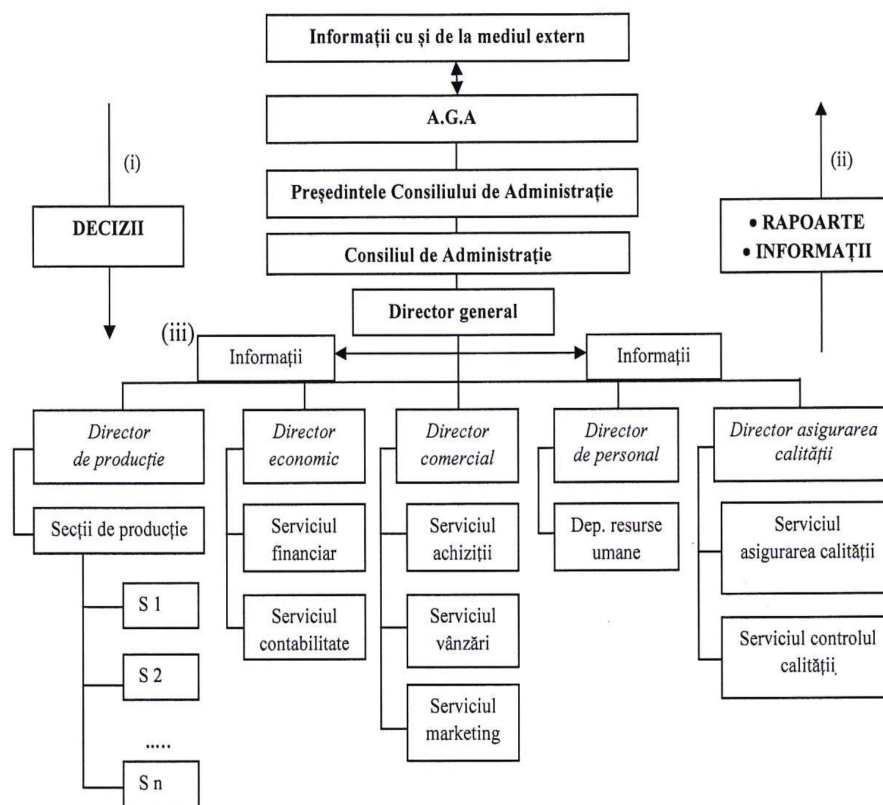 Informații cu și de la mediul extern
A.G.A
(i)
(ii)
Președintele Consiliului de Administrație
DECIZII
• RAPOARTE
• INFORMAȚII
Consiliul de Administrație
Director general
(iii)
Informații
Informații
Director
de producție
Director
economic
Director
comercial
Director
de personal
Director asigurarea
calității
Secții de producție
Serviciul
financiar
Serviciul
achiziții
Dep. resurse
umane
Serviciul
asigurarea calității
S 1
Serviciul
contabilitate
Serviciul
vânzări
Serviciul controlul
calității
S 2
Serviciul
marketing
.....
S n